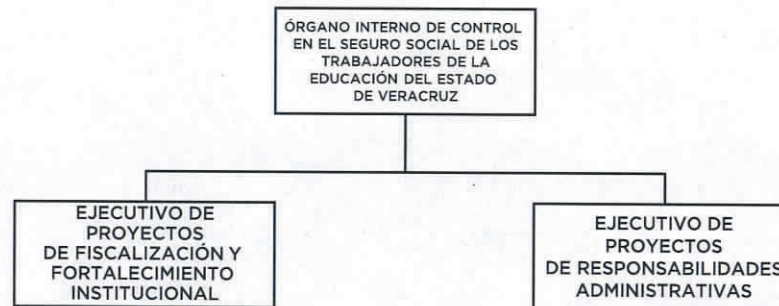 ÓRGANO INTERNO DE CONTROL
EN EL SEGURO SOCIAL DE LOS
TRABAJADORES DE LA
EDUCACIÓN DEL ESTADO
DE VERACRUZ
EJECUTIVO DE
PROYECTOS
DE FISCALIZACIÓN Y
FORTALECIMIENTO
INSTITUCIONAL
EJECUTIVO DE
PROYECTOS
DE RESPONSABILIDADES
ADMINISTRATIVAS